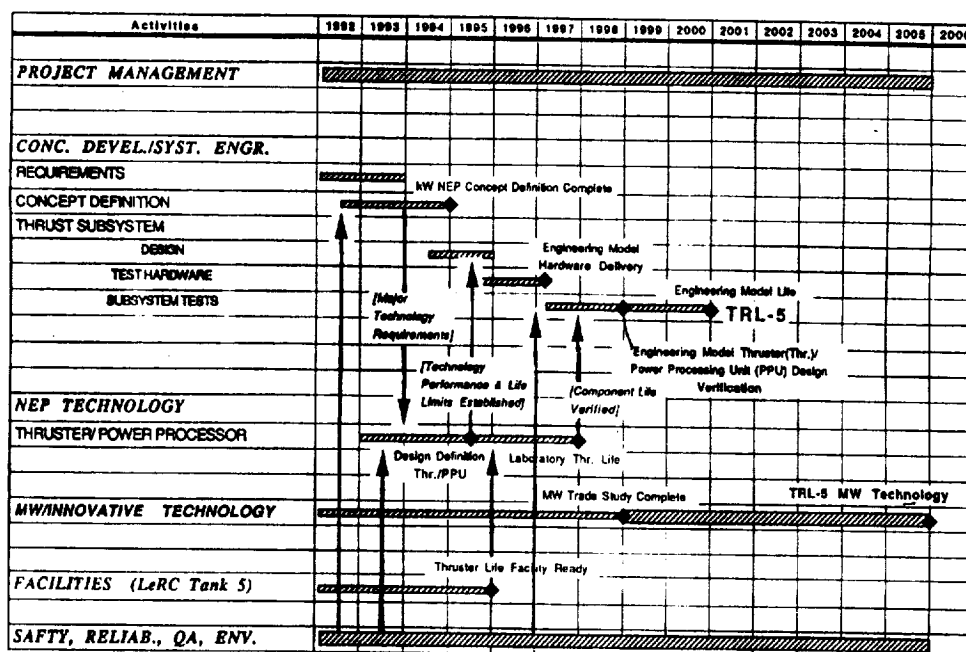 Activities 1992 1993 1994 1995 1996 1997 1998 1999 2000 2001 2002 2003 2004 2005 2006
PROJECT MANAGEMENT
CONC. DEVEL./SYST. ENGR.
REQUIREMENTS
kW NEP Concept Definition Complete
CONCEPT DEFINITION
THRUST SUBSYSTEM
DESIGN
Engineering Model
Hardware Delivery
TEST HARDWARE
SUBSYSTEM TESTS
Engineering Model Life
TRL-5
[Major
Technology
Requirements]
Engineering Model Thruster(Thr.)/
Power Processing Unit (PPU) Design
Verification
[Technology
Performance & Life
Limits Established]
[Component Life
Verified]
NEP TECHNOLOGY
THRUSTER/POWER PROCESSOR
Design Definition
Thr./PPU
Laboratory Thr. Life
MW Trade Study Complete
TRL-5 MW Technology
MW/INNOVATIVE TECHNOLOGY
Thruster Life Facility Ready
FACILITIES (LeRC Tank 5)
SAFTY, RELIAB., QA, ENV.